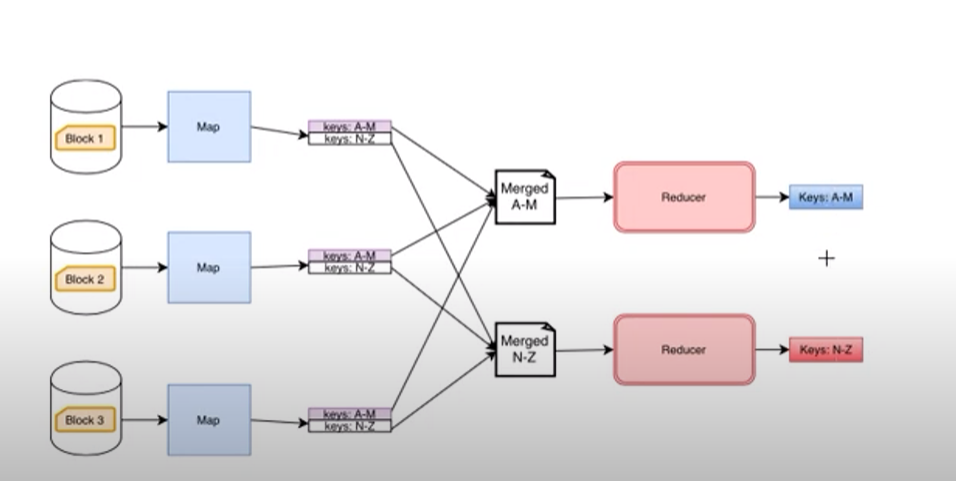 Block 1
Map
keys: A-M
keys: N-Z
Merged
A-M
Reducer
Keys: A-M
Block 2
Map
keys: A-M
keys: N-Z
Merged
N-Z
Reducer
Keys: N-Z
Block 3
Map
keys: A-M
keys: N-Z